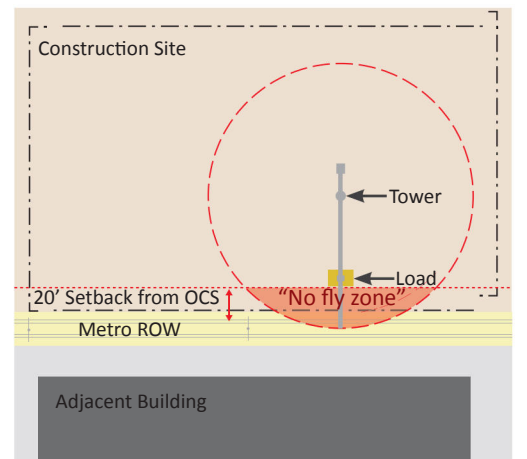 Construction Site
Tower
Load
20’ Setback from OCS
“No fly zone”
Metro ROW
Adjacent Building